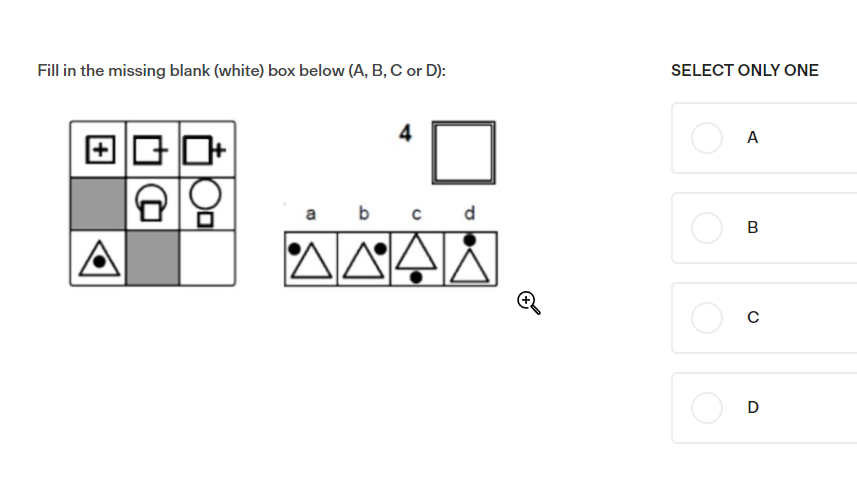 Fill in the missing blank (white) box below (A, B, C or D):
SELECT ONLY ONE
4
a b c d
A
B
C
D